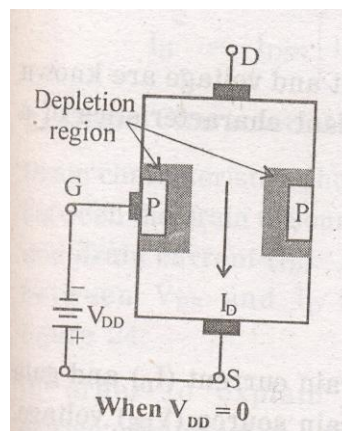 D
Depletion
region
G
P
P
I_D
−
V_DD
+
S
When V_DD = 0